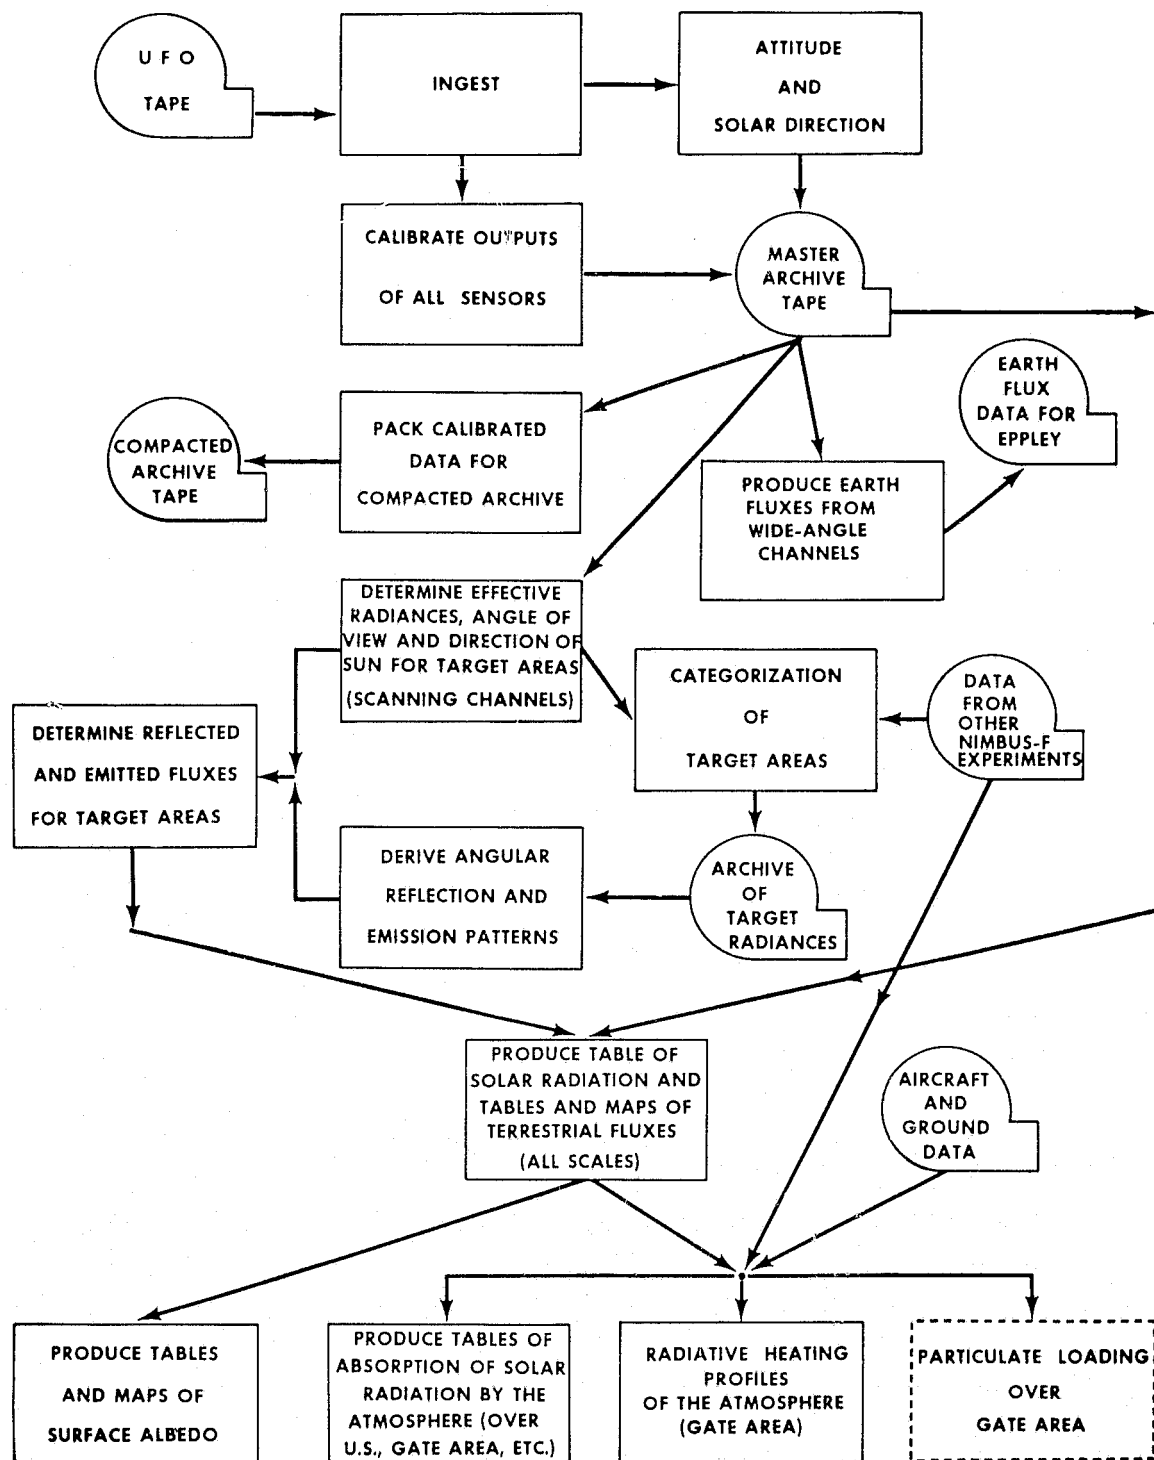 U F O
TAPE
INGEST
ATTITUDE
AND
SOLAR DIRECTION
CALIBRATE OUTPUTS
OF ALL SENSORS
MASTER
ARCHIVE
TAPE
EARTH
FLUX
DATA FOR
EPPLEY
COMPACTED
ARCHIVE
TAPE
PACK CALIBRATED
DATA FOR
COMPACTED ARCHIVE
PRODUCE EARTH
FLUXES FROM
WIDE-ANGLE
CHANNELS
DETERMINE EFFECTIVE
RADIANCES, ANGLE OF
VIEW AND DIRECTION OF
SUN FOR TARGET AREAS
(SCANNING CHANNELS)
CATEGORIZATION
OF
TARGET AREAS
DATA
FROM
OTHER
NIMBUS-F
EXPERIMENTS
DETERMINE REFLECTED
AND EMITTED FLUXES
FOR TARGET AREAS
DERIVE ANGULAR
REFLECTION AND
EMISSION PATTERNS
ARCHIVE
OF
TARGET
RADIANCES
PRODUCE TABLE OF
SOLAR RADIATION AND
TABLES AND MAPS OF
TERRESTRIAL FLUXES
(ALL SCALES)
AIRCRAFT
AND
GROUND
DATA
PRODUCE TABLES
AND MAPS OF
SURFACE ALBEDO
PRODUCE TABLES OF
ABSORPTION OF SOLAR
RADIATION BY THE
ATMOSPHERE (OVER
U.S., GATE AREA, ETC.)
RADIATIVE HEATING
PROFILES
OF THE ATMOSPHERE
(GATE AREA)
PARTICULATE LOADING
OVER
GATE AREA